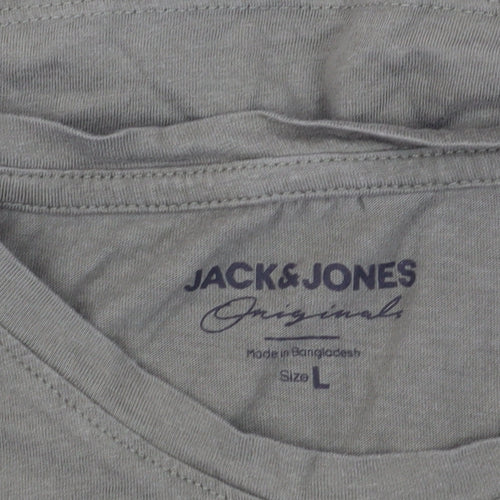 JACK&JONES
Originals
Made in Bangladesh
Size L